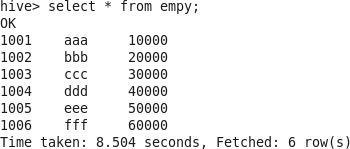 hive> select * from empy;
OK
1001    aaa     10000
1002    bbb     20000
1003    ccc     30000
1004    ddd     40000
1005    eee     50000
1006    fff     60000
Time taken: 8.504 seconds, Fetched: 6 row(s)